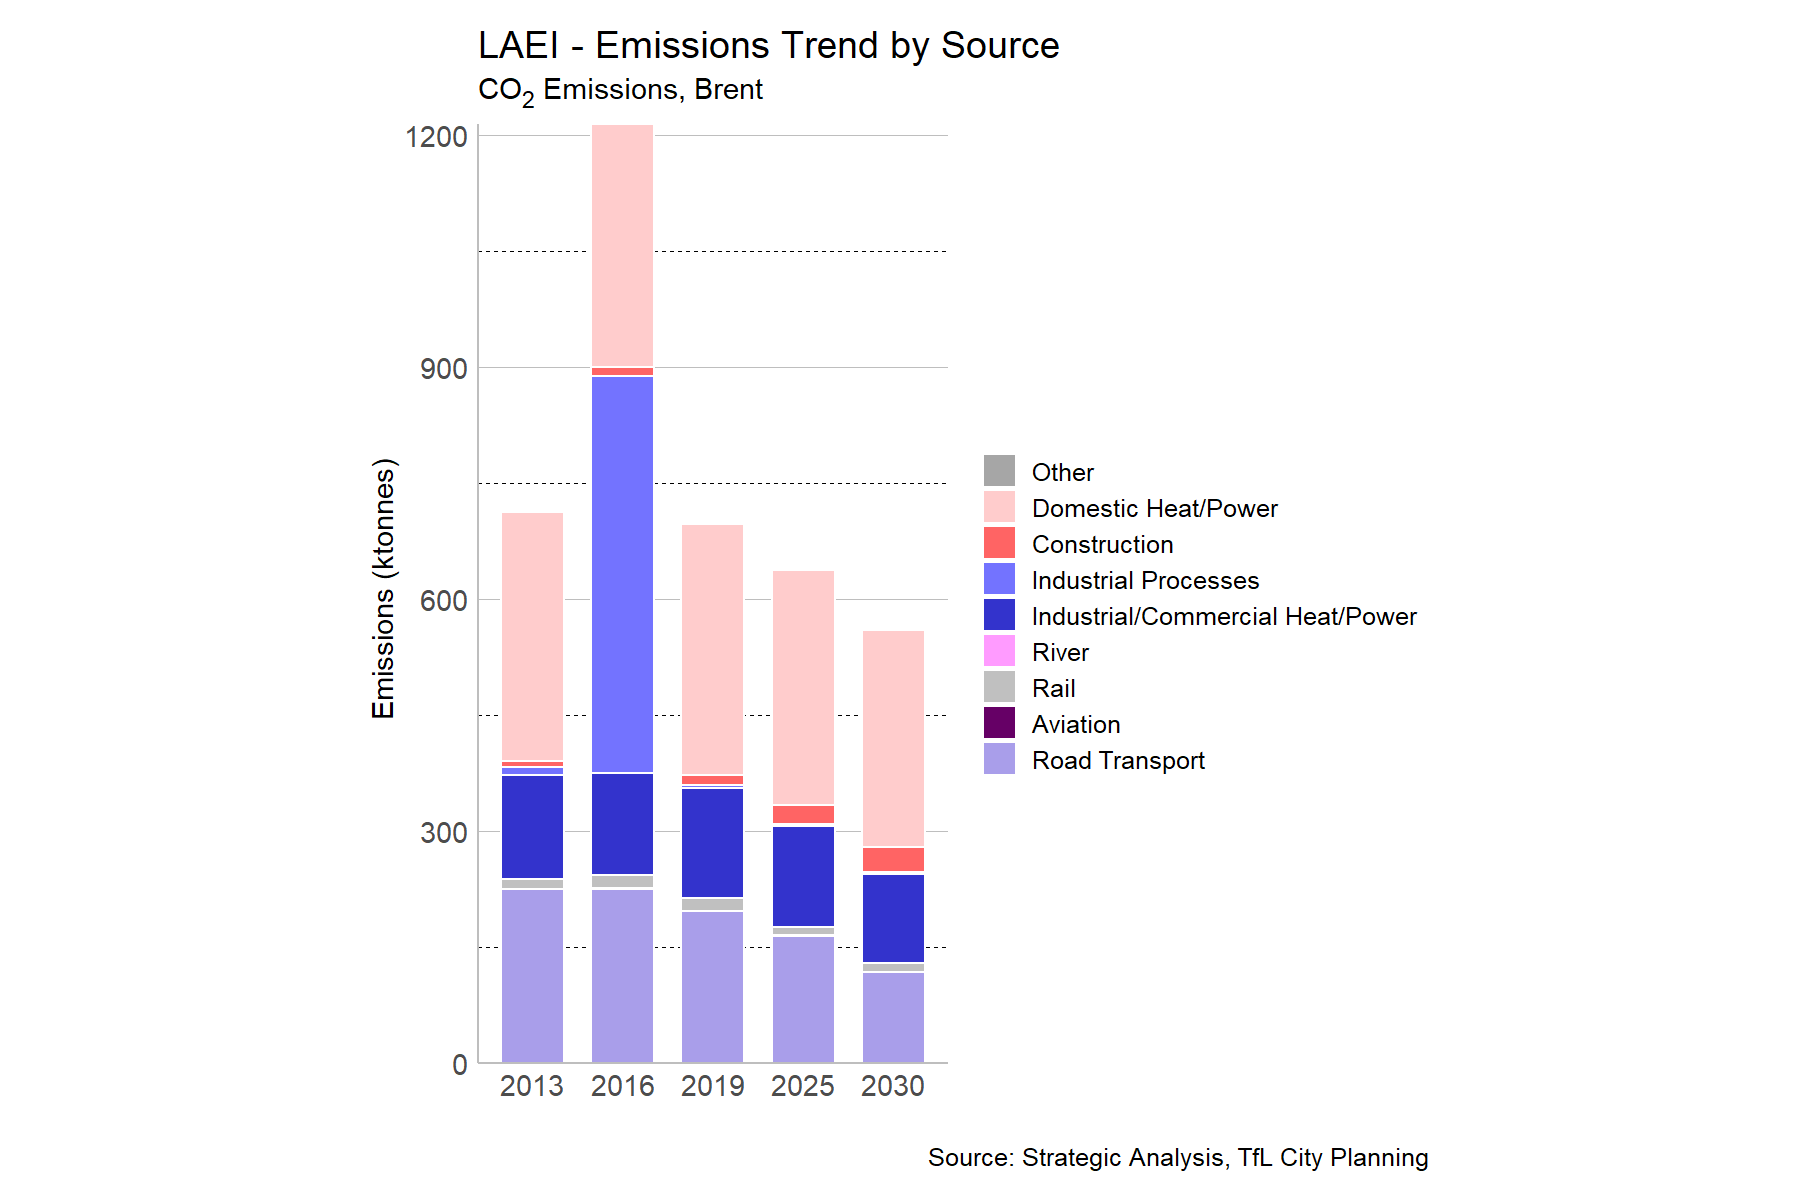 LAEI - Emissions Trend by Source
CO₂ Emissions, Brent
Emissions (ktonnes)
1200
900
600
300
0
2013 2016 2019 2025 2030
Other
Domestic Heat/Power
Construction
Industrial Processes
Industrial/Commercial Heat/Power
River
Rail
Aviation
Road Transport
Source: Strategic Analysis, TfL City Planning